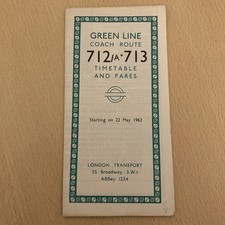 GREEN LINE
COACH ROUTE
712/A·713
TIMETABLE
AND FARES
Starting on 22 May 1963
LONDON TRANSPORT
55 Broadway, S.W.1
ABBey 1234